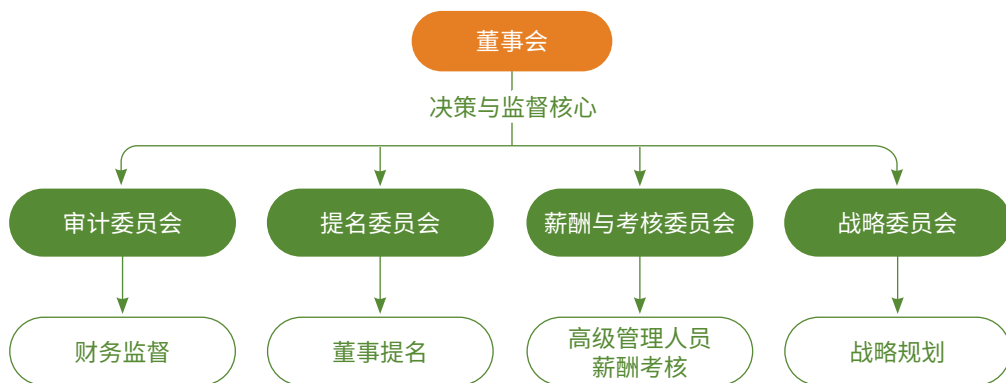 董事会
决策与监督核心
审计委员会
提名委员会
薪酬与考核委员会
战略委员会
财务监督
董事提名
高级管理人员
薪酬考核
战略规划